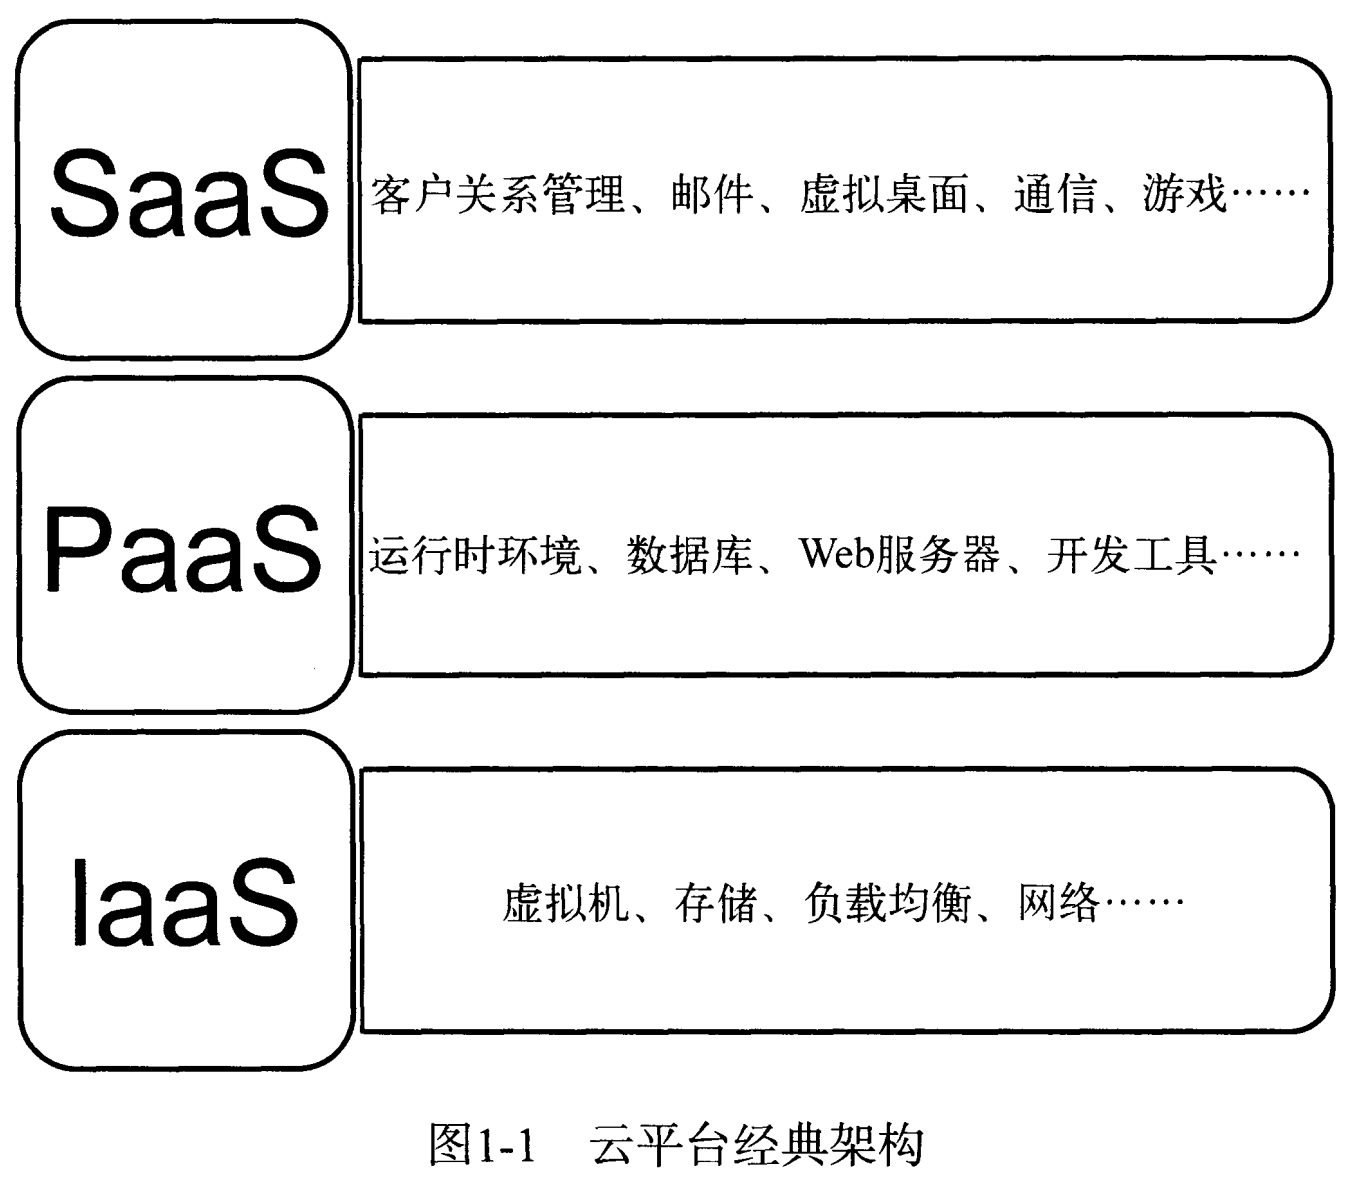 SaaS
客户关系管理、邮件、虚拟桌面、通信、游戏……
PaaS
运行时环境、数据库、Web服务器、开发工具……
IaaS
虚拟机、存储、负载均衡、网络……
图1-1 云平台经典架构